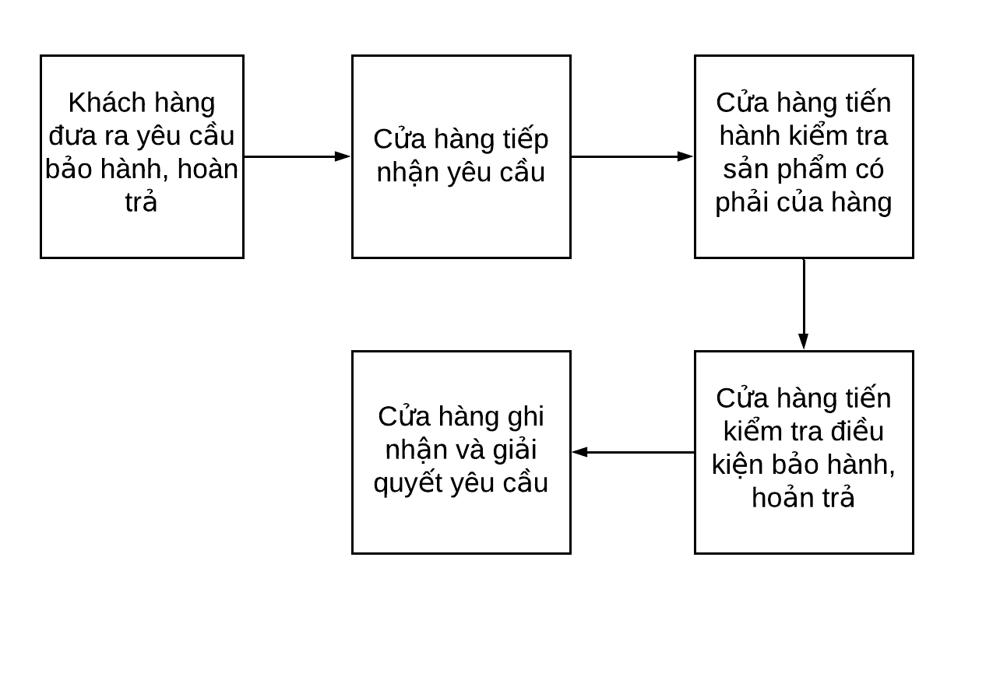 Khách hàng
đưa ra yêu cầu
bảo hành, hoàn
trả
Cửa hàng tiếp
nhận yêu cầu
Cửa hàng tiến
hành kiểm tra
sản phẩm có
phải của hàng
Cửa hàng tiến
kiểm tra điều
kiện bảo hành,
hoản trả
Cửa hàng ghi
nhận và giải
quyết yêu cầu